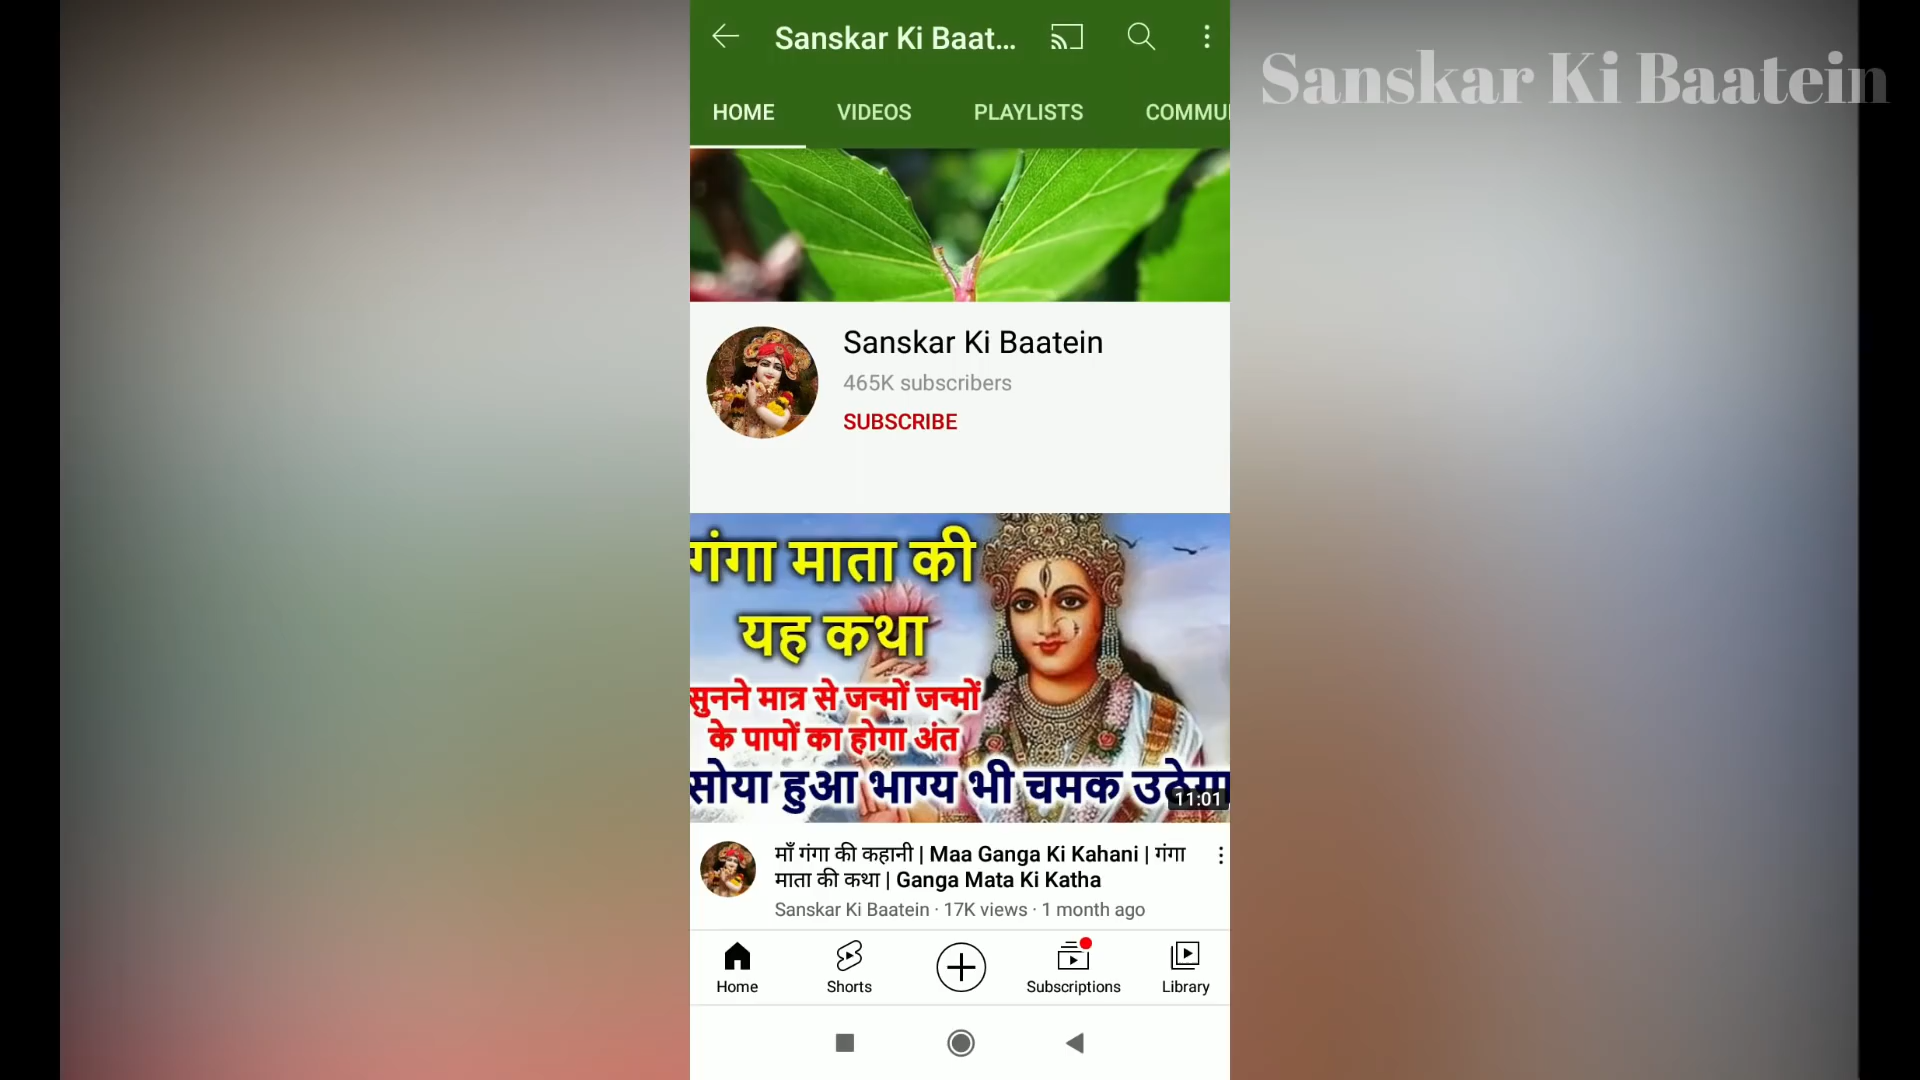 Sanskar Ki Baat...
Sanskar Ki Baatein
HOME VIDEOS PLAYLISTS COMMU
Sanskar Ki Baatein
465K subscribers
SUBSCRIBE
गंगा माता की
यह कथा
सुनने मात्र से जन्मों जन्मों
के पापों का होगा अंत
सोया हुआ भाग्य भी चमक उठेगा
11:01
माँ गंगा की कहानी | Maa Ganga Ki Kahani | गंगा
माता की कथा | Ganga Mata Ki Katha
Sanskar Ki Baatein · 17K views · 1 month ago
Home Shorts Subscriptions Library